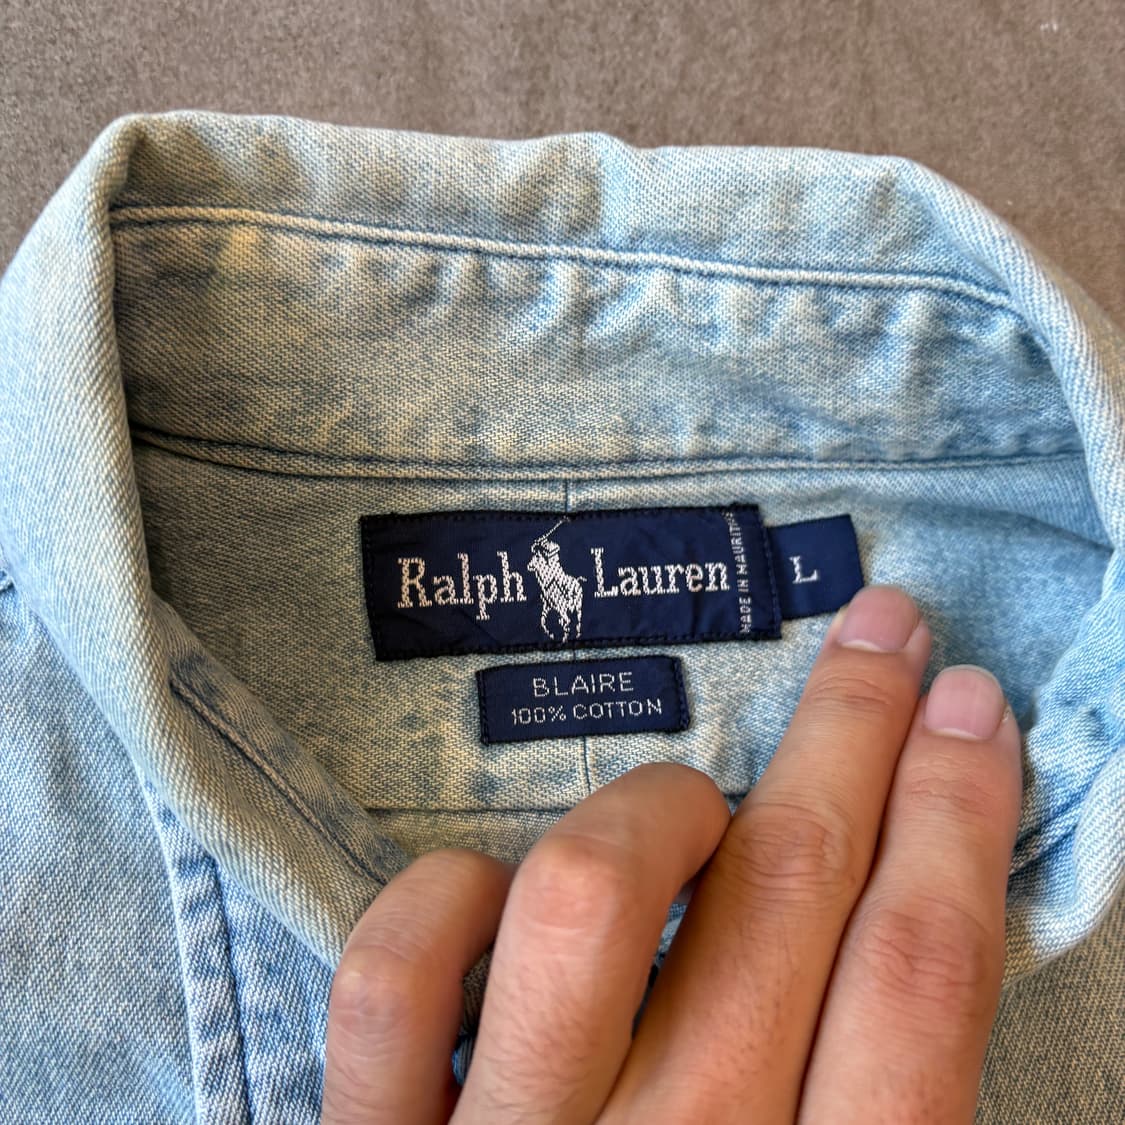 Ralph Lauren
MADE IN MAURITIUS
L
BLAIRE
100% COTTON